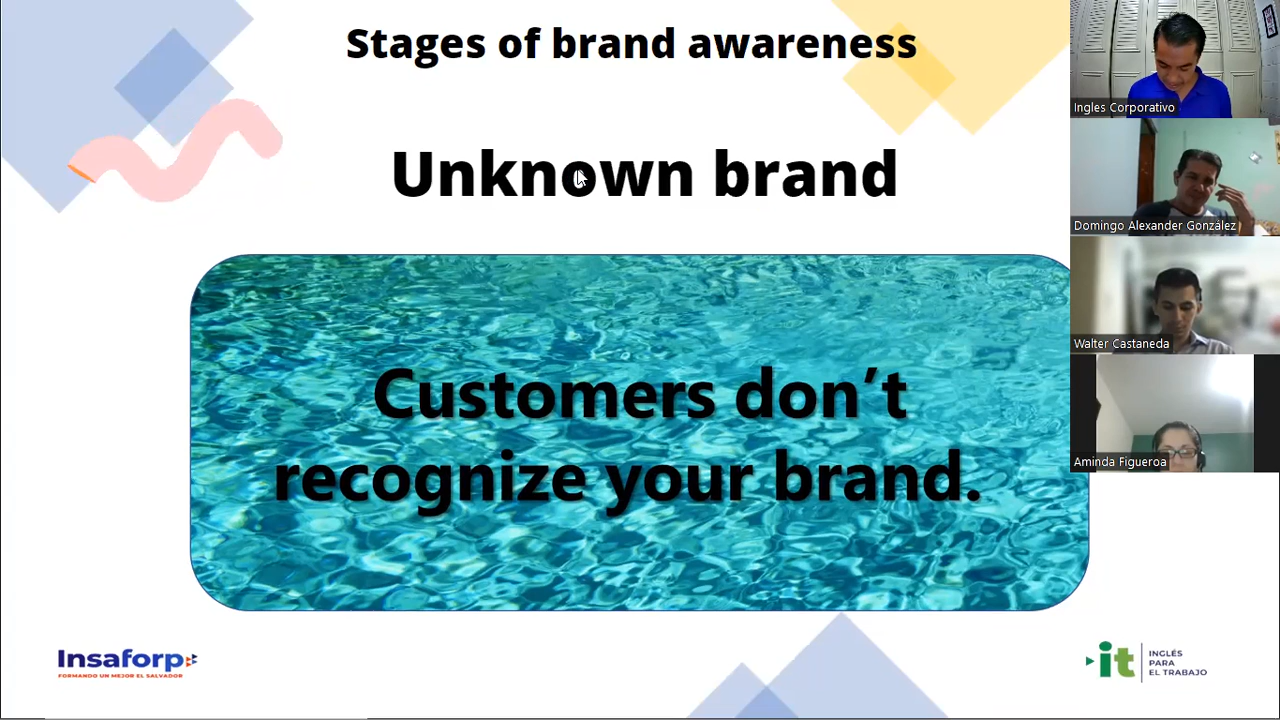 Stages of brand awareness
Unknown brand
Customers don’t
recognize your brand.
Insaforp
FORMANDO UN MEJOR EL SALVADOR
it
INGLÉS
PARA
EL TRABAJO
Ingles Corporativo
Domingo Alexander González
Walter Castaneda
Aminda Figueroa